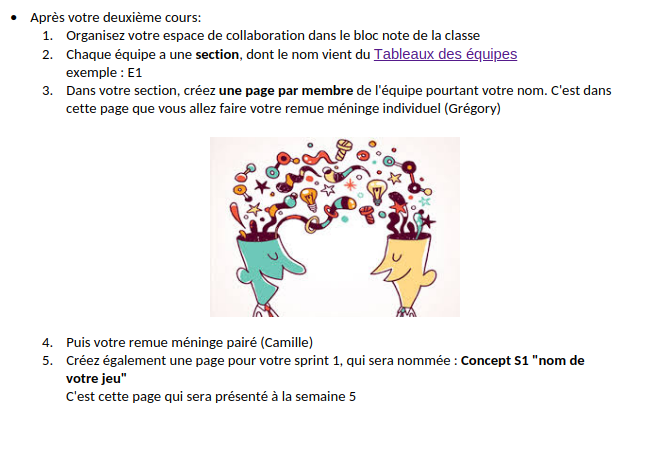 • Après votre deuxième cours:
1. Organisez votre espace de collaboration dans le bloc note de la classe
2. Chaque équipe a une section, dont le nom vient du Tableaux des équipes
exemple : E1
3. Dans votre section, créez une page par membre de l'équipe pourtant votre nom. C'est dans
cette page que vous allez faire votre remue méninge individuel (Grégory)
4. Puis votre remue méninge pairé (Camille)
5. Créez également une page pour votre sprint 1, qui sera nommée : Concept S1 "nom de
votre jeu"
C'est cette page qui sera présenté à la semaine 5